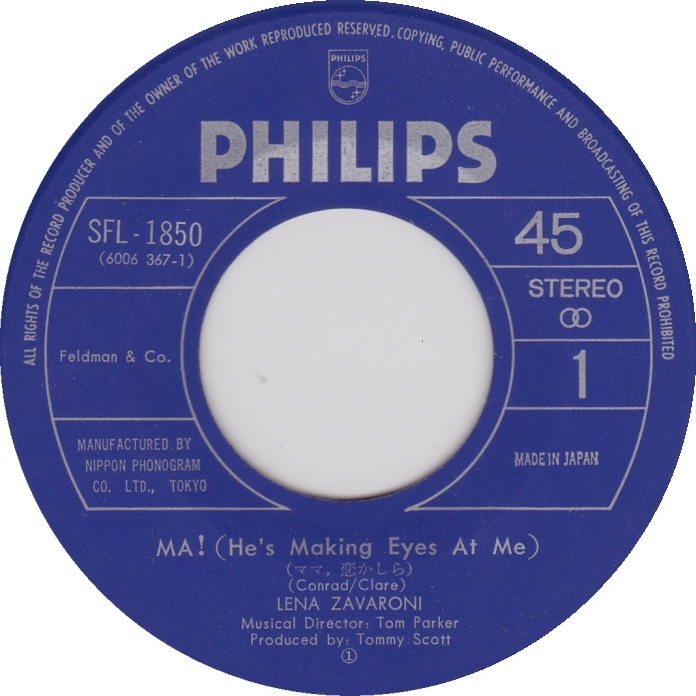 ALL RIGHTS OF THE RECORD PRODUCER AND OF THE OWNER OF THE WORK REPRODUCED RESERVED. COPYING, PUBLIC PERFORMANCE AND BROADCASTING OF THIS RECORD PROHIBITED
PHILIPS
PHILIPS
SFL-1850
(6006 367-1)
45
STEREO
Feldman & Co.
1
MANUFACTURED BY
NIPPON PHONOGRAM
CO. LTD., TOKYO
MADE IN JAPAN
MA! (He's Making Eyes At Me)
(ママ, 恋かしら)
(Conrad/Clare)
LENA ZAVARONI
Musical Director: Tom Parker
Produced by: Tommy Scott
①